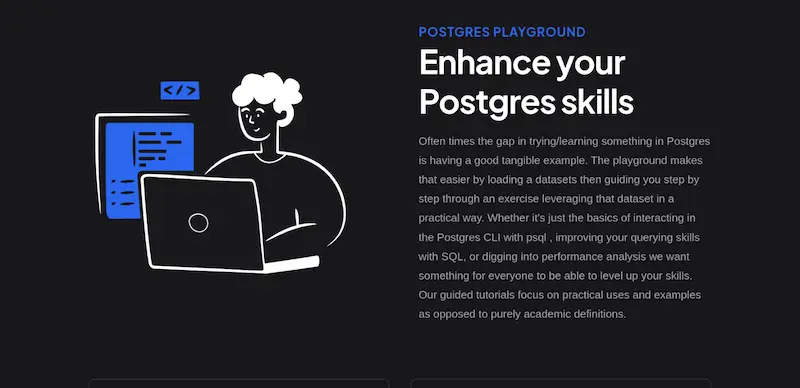 POSTGRES PLAYGROUND
Enhance your
Postgres skills
</>
Often times the gap in trying/learning something in Postgres
is having a good tangible example. The playground makes
that easier by loading a datasets then guiding you step by
step through an exercise leveraging that dataset in a
practical way. Whether it's just the basics of interacting in
the Postgres CLI with psql , improving your querying skills
with SQL, or digging into performance analysis we want
something for everyone to be able to level up your skills.
Our guided tutorials focus on practical uses and examples
as opposed to purely academic definitions.